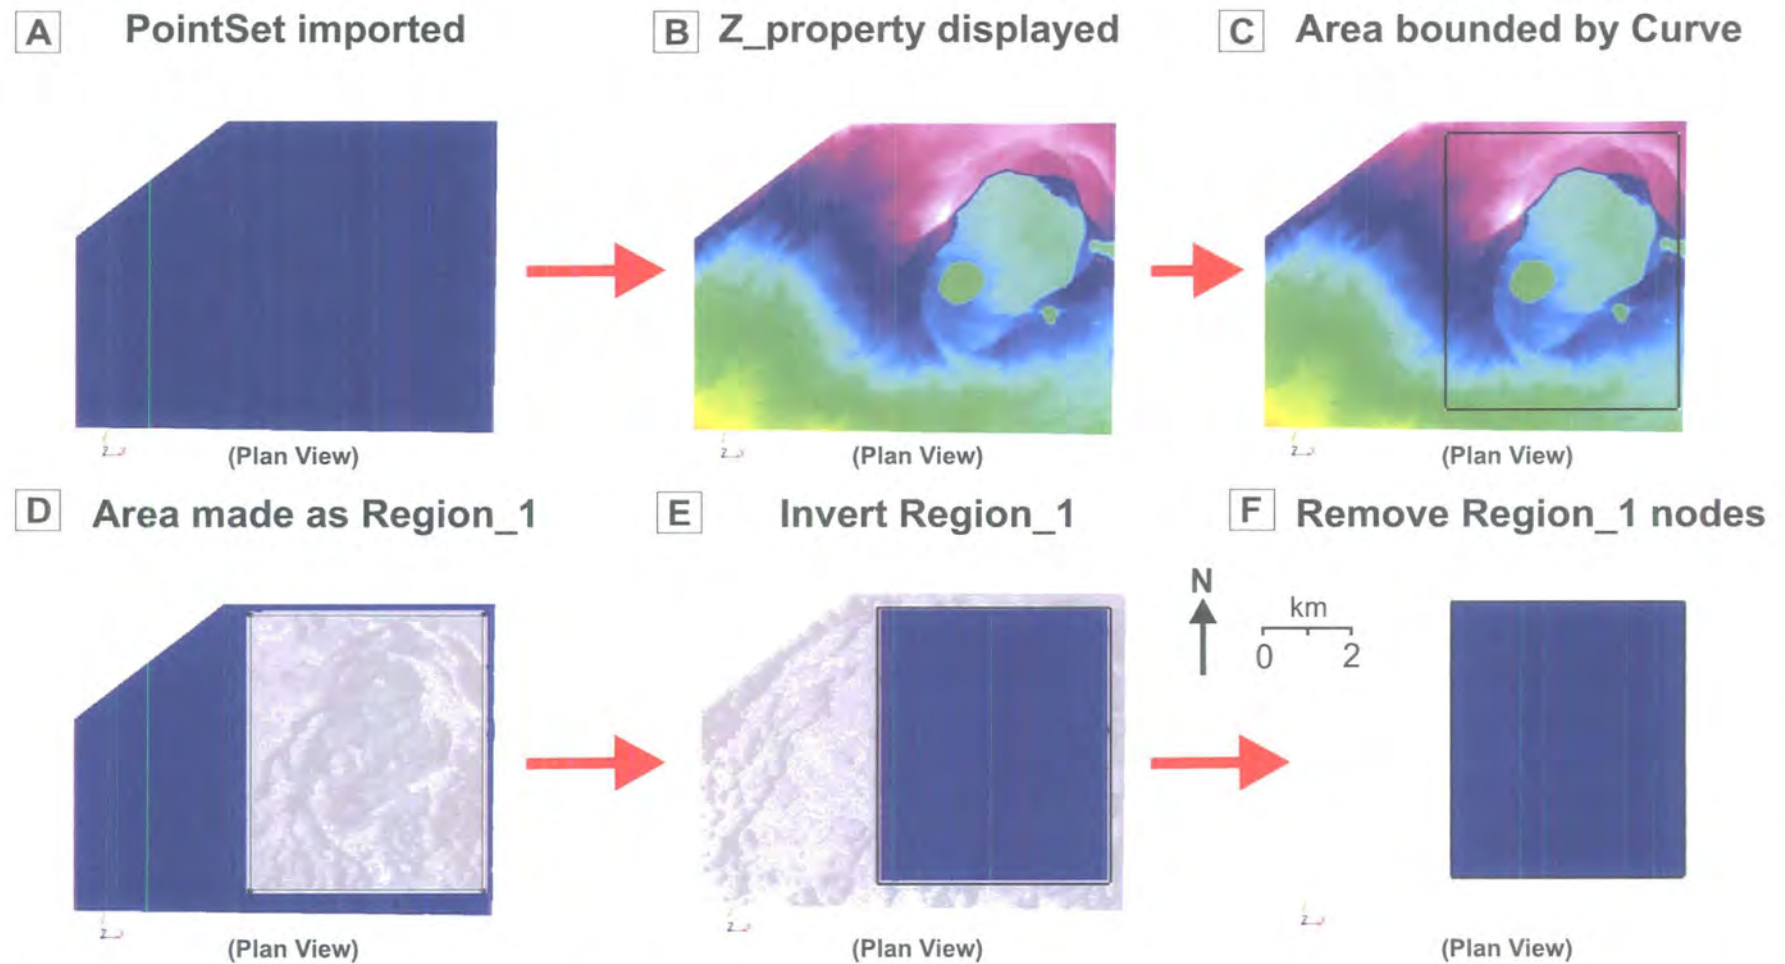 A PointSet imported
B Z_property displayed
C Area bounded by Curve
(Plan View)
(Plan View)
(Plan View)
D Area made as Region_1
E Invert Region_1
F Remove Region_1 nodes
N
km
0 2
(Plan View)
(Plan View)
(Plan View)